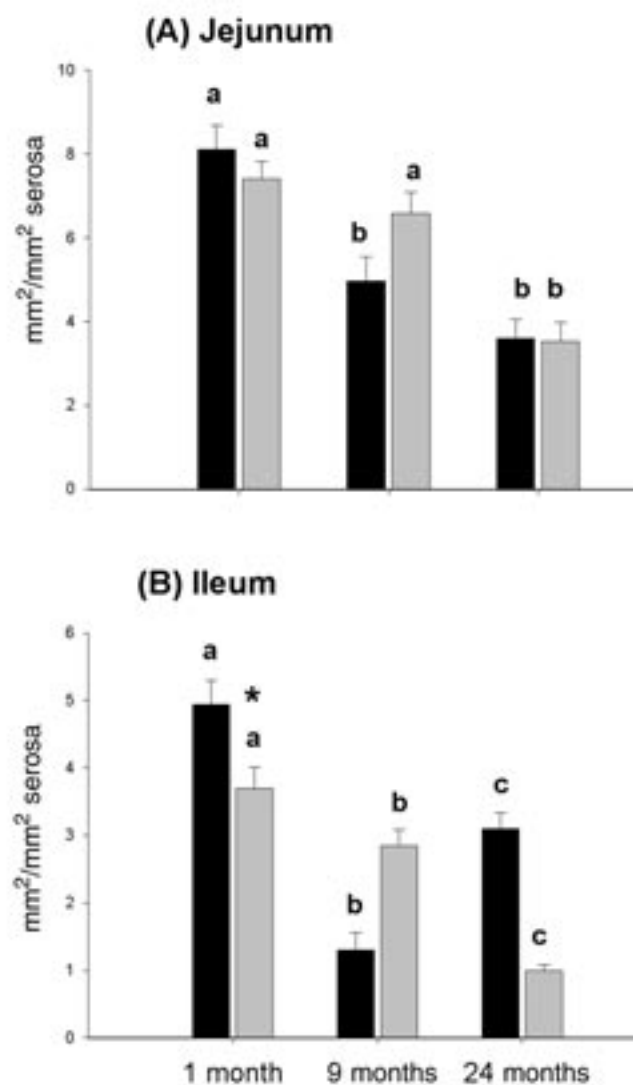 (A) Jejunum
10
8
6
4
2
0
mm²/mm² serosa
a
a
b
a
b b
(B) Ileum
6
5
4
3
2
1
0
mm²/mm² serosa
a
*
a
b
b
c
c
1 month 9 months 24 months